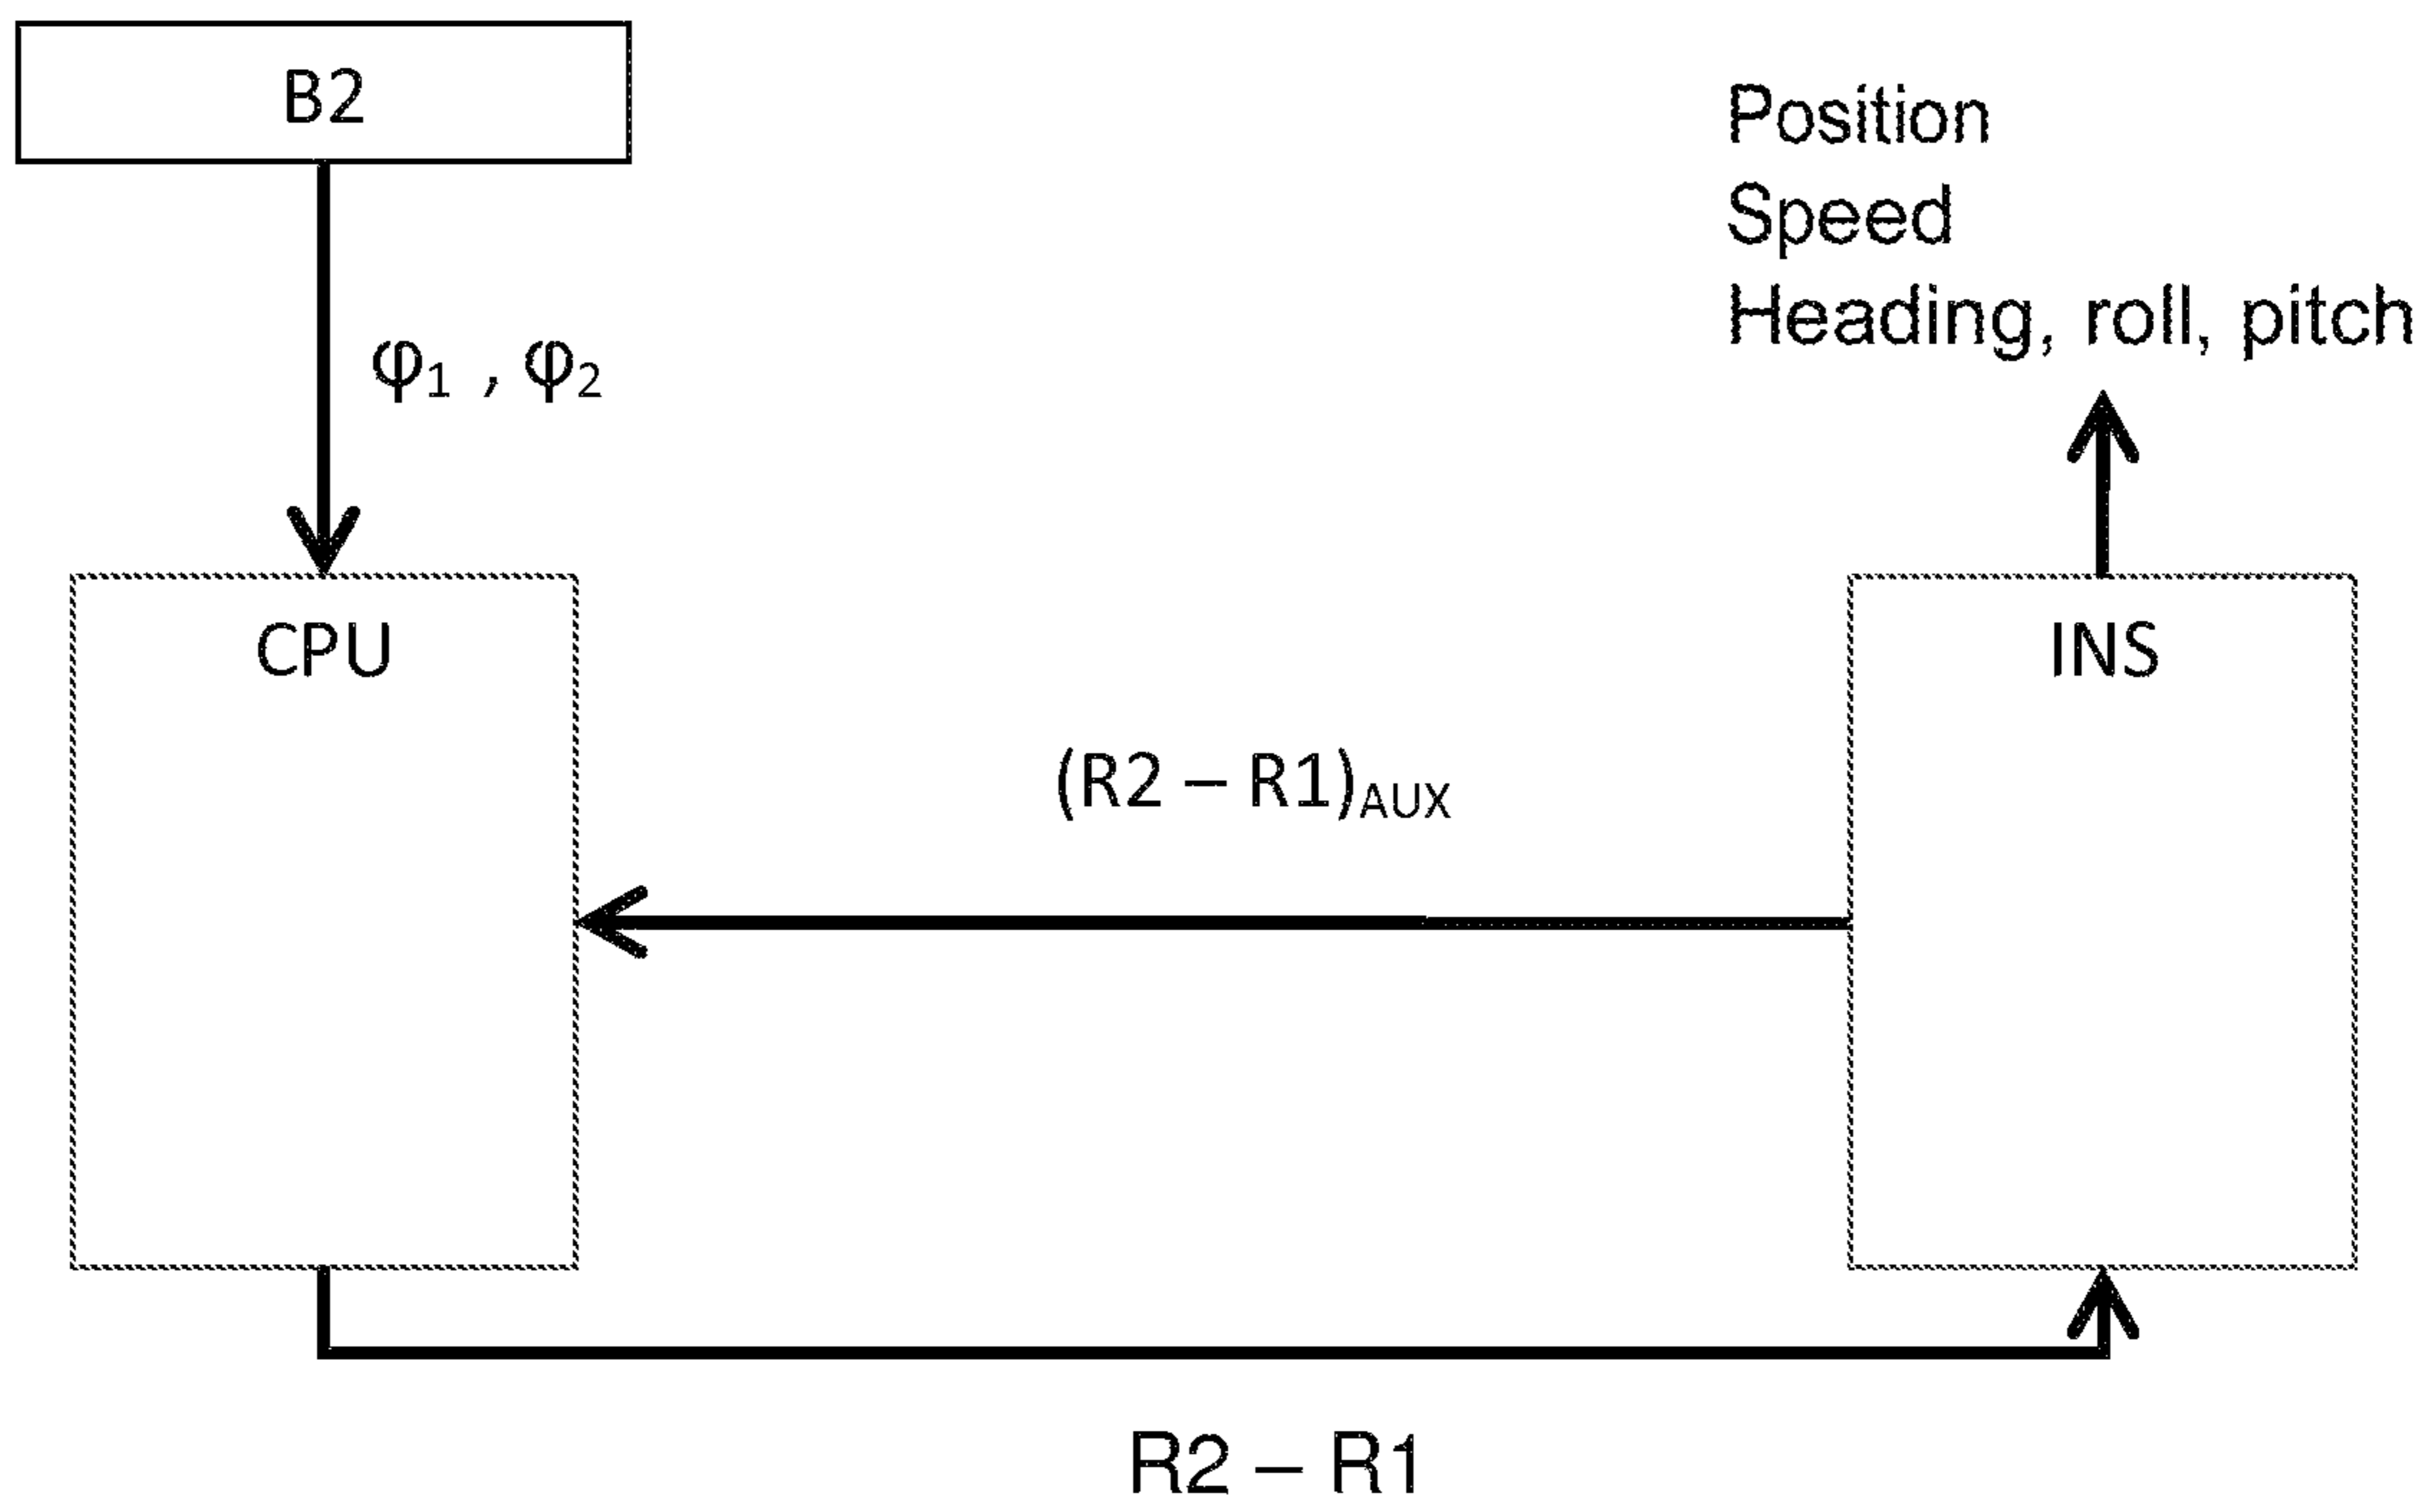 B2
Position
Speed
Heading, roll, pitch
φ₁ , φ₂
CPU
INS
(R2 – R1)AUX
R2 – R1